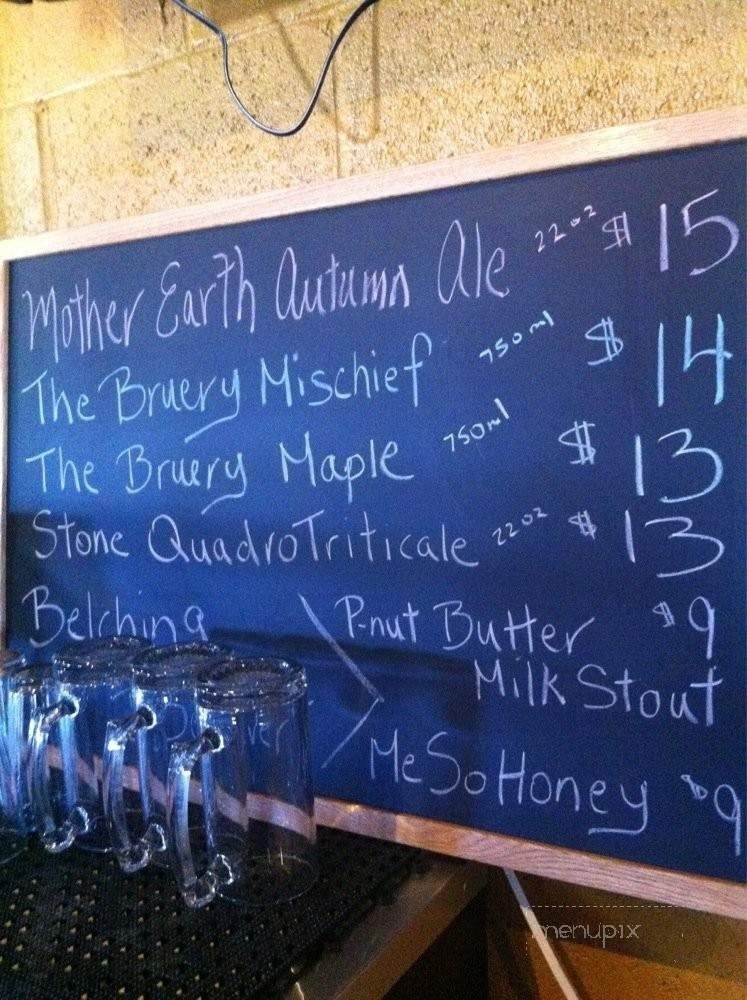 Mother Earth Autumn Ale 22oz $15
The Bruery Mischief 750ml $14
The Bruery Maple 750ml $13
Stone QuadroTriticale 22oz $13
Belching P-nut Butter $9
Milk Stout
MeSoHoney $9
menupix